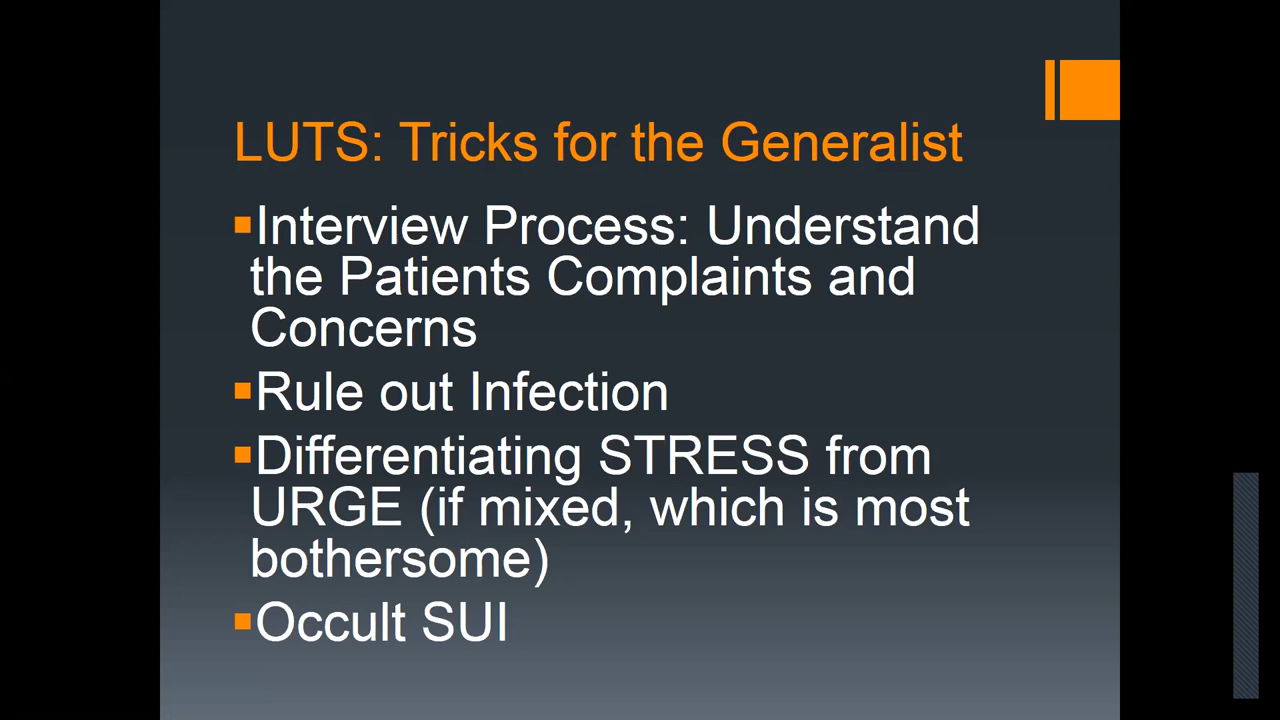 LUTS: Tricks for the Generalist
▪Interview Process: Understand
the Patients Complaints and
Concerns
▪Rule out Infection
▪Differentiating STRESS from
URGE (if mixed, which is most
bothersome)
▪Occult SUI